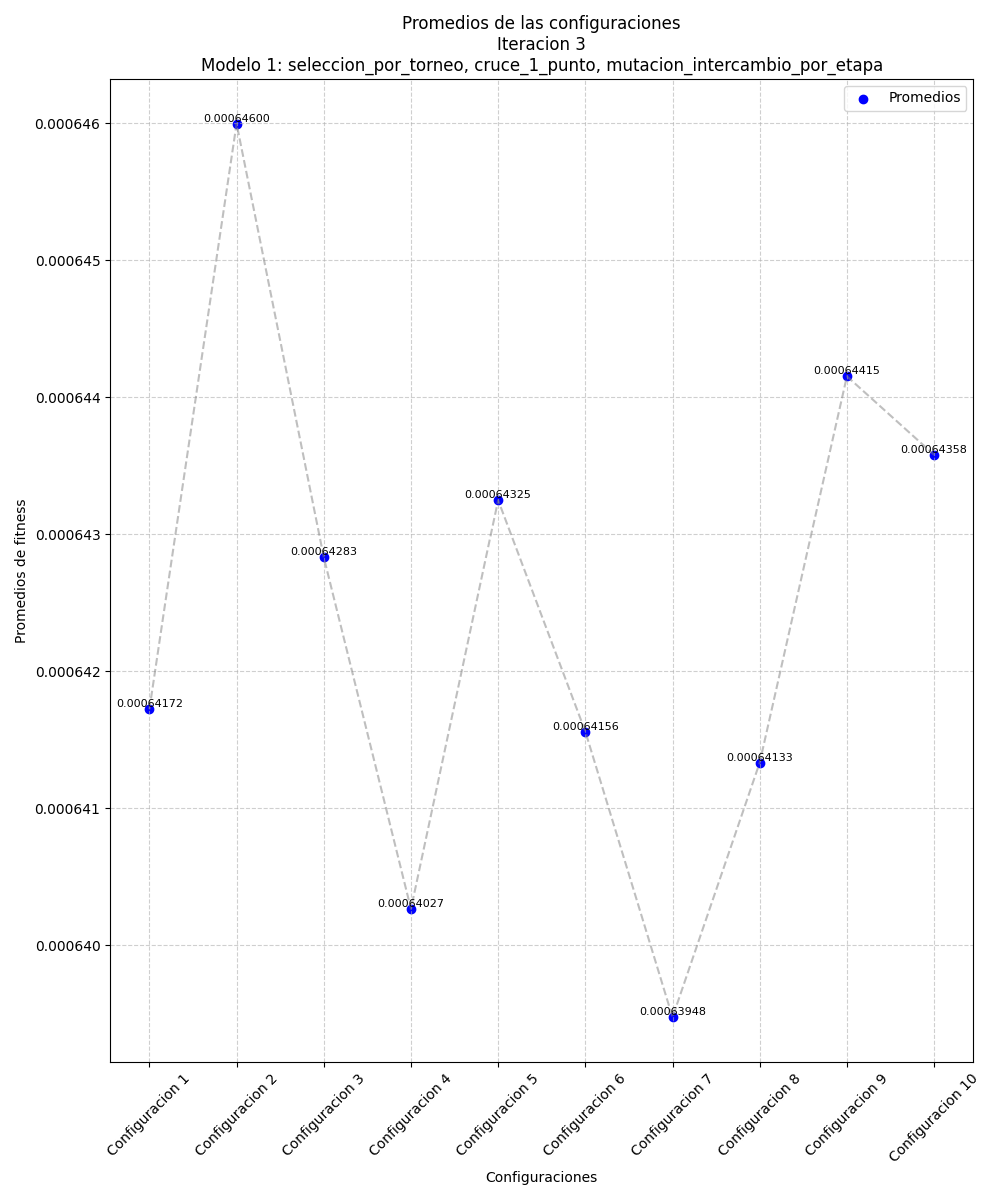 Promedios de las configuraciones
Iteracion 3
Modelo 1: seleccion_por_torneo, cruce_1_punto, mutacion_intercambio_por_etapa
Promedios
0.000646
0.000645
0.000644
0.000643
0.000642
0.000641
0.000640
Promedios de fitness
0.00064172
0.00064600
0.00064283
0.00064027
0.00064325
0.00064156
0.00063948
0.00064133
0.00064415
0.00064358
Configuracion 1
Configuracion 2
Configuracion 3
Configuracion 4
Configuracion 5
Configuracion 6
Configuracion 7
Configuracion 8
Configuracion 9
Configuracion 10
Configuraciones